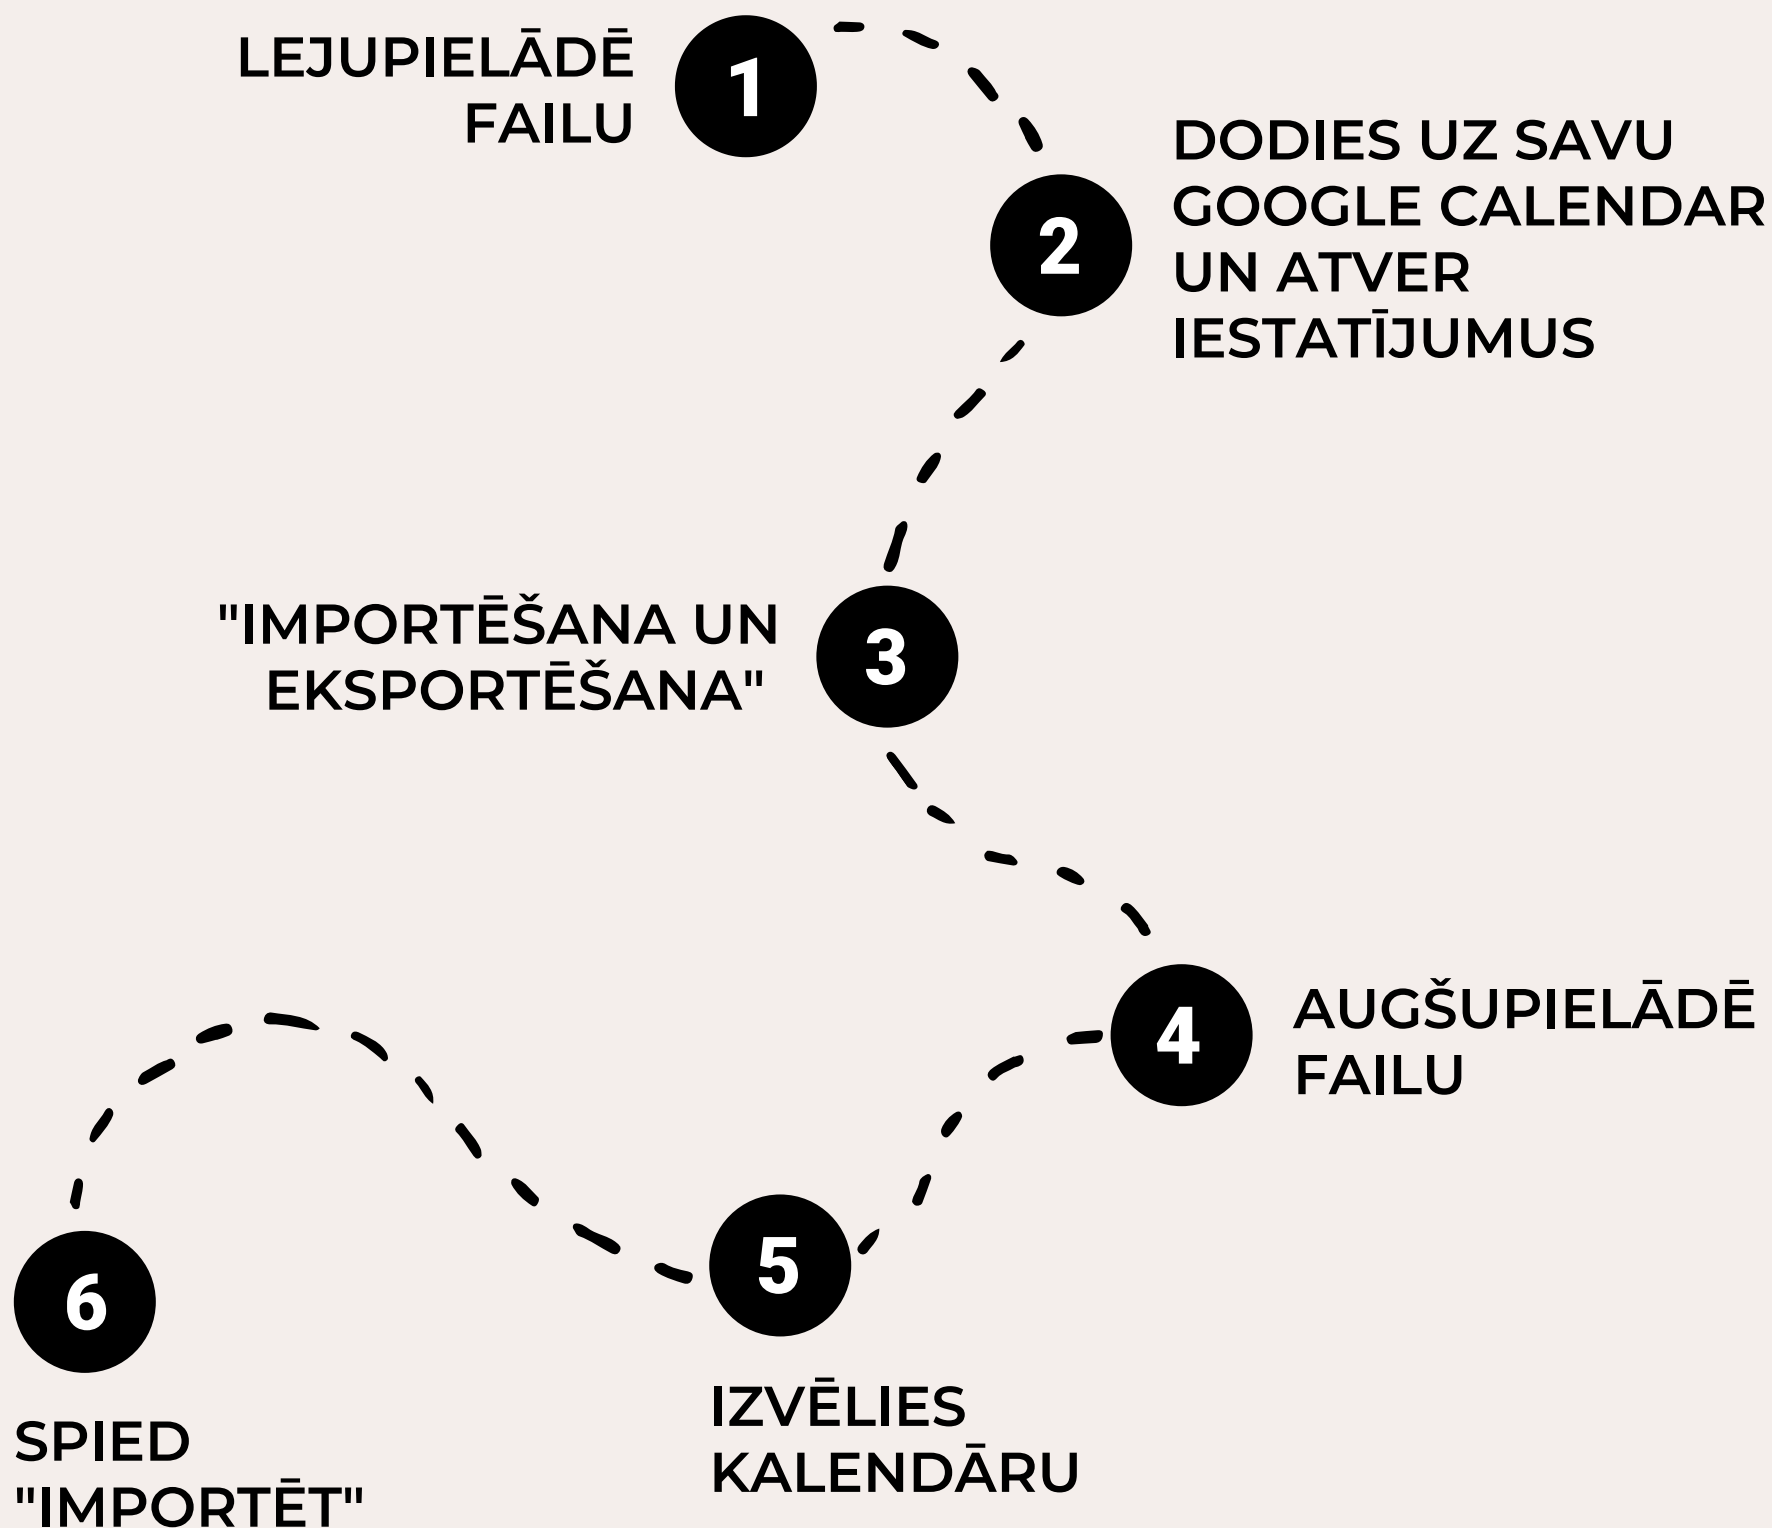 LEJUPIELĀDĒ
FAILU
1
2
DODIES UZ SAVU
GOOGLE CALENDAR
UN ATVER
IESTATĪJUMUS
"IMPORTĒŠANA UN
EKSPORTĒŠANA"
3
4
AUGŠUPIELĀDĒ
FAILU
5
IZVĒLIES
KALENDĀRU
6
SPIED
"IMPORTĒT"